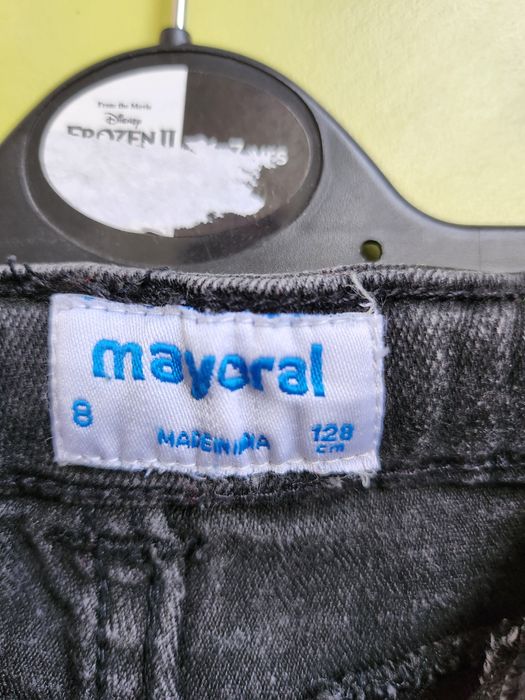 From the Movie
Disney
FROZEN II
mayoral
8
MADE IN INDIA
128
cm